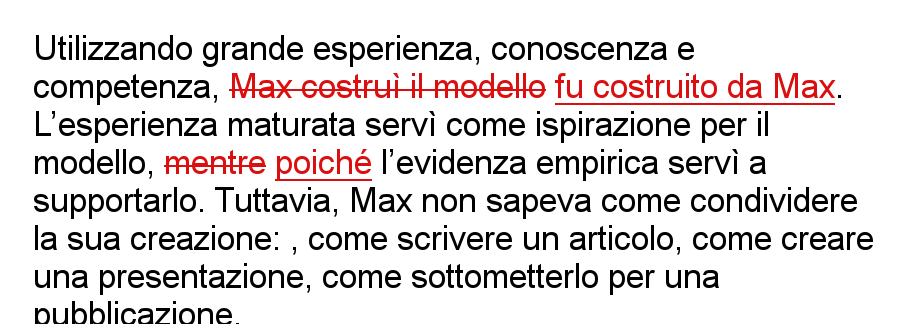 Utilizzando grande esperienza, conoscenza e
competenza, Max costruì il modello fu costruito da Max.
L’esperienza maturata servì come ispirazione per il
modello, mentre poiché l’evidenza empirica servì a
supportarlo. Tuttavia, Max non sapeva come condividere
la sua creazione: , come scrivere un articolo, come creare
una presentazione, come sottometterlo per una
pubblicazione.